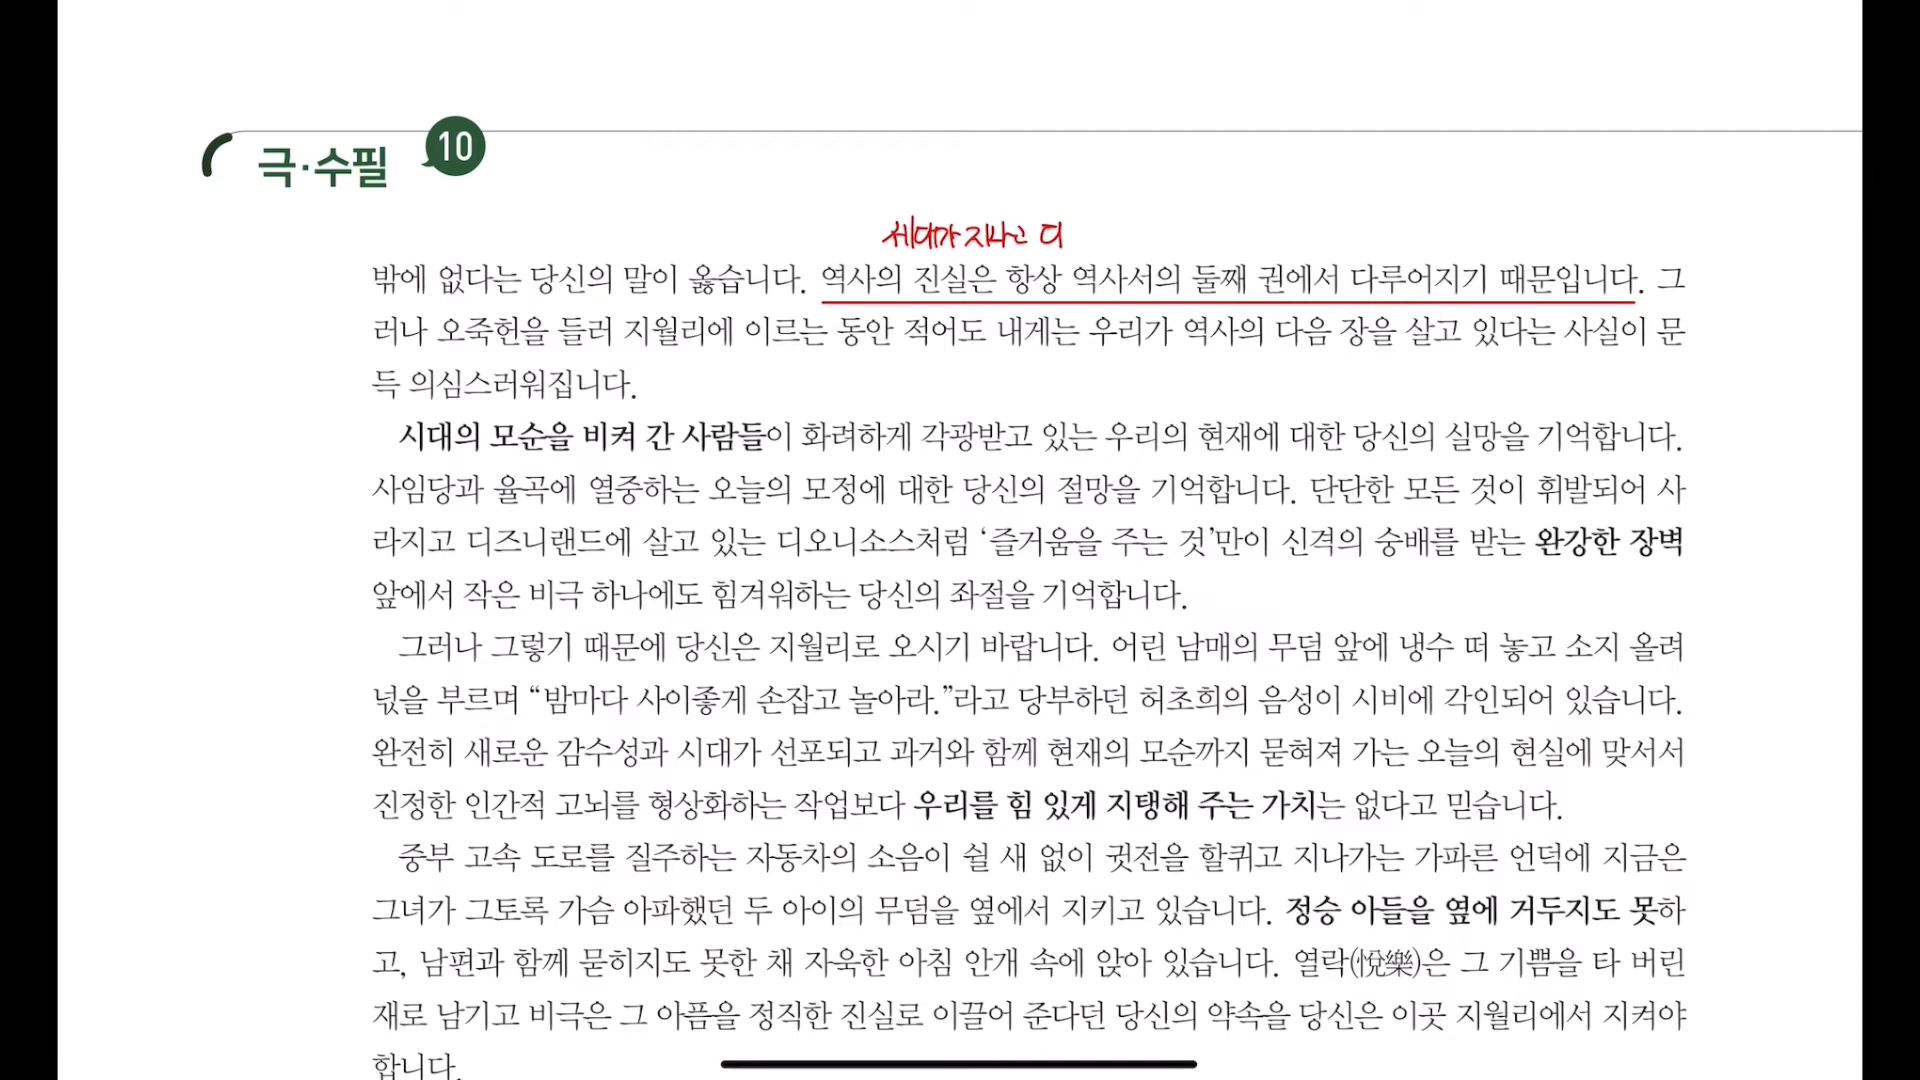 극·수필 10
세대가 지나고
밖에 없다는 당신의 말이 옳습니다. 역사의 진실은 항상 역사서의 둘째 권에서 다루어지기 때문입니다. 그
러나 오죽헌을 들러 지월리에 이르는 동안 적어도 내게는 우리가 역사의 다음 장을 살고 있다는 사실이 문
득 의심스러워집니다.
시대의 모순을 비켜 간 사람들이 화려하게 각광받고 있는 우리의 현재에 대한 당신의 실망을 기억합니다.
사임당과 율곡에 열중하는 오늘의 모정에 대한 당신의 절망을 기억합니다. 단단한 모든 것이 휘발되어 사
라지고 디즈니랜드에 살고 있는 디오니소스처럼 ‘즐거움을 주는 것’만이 신격의 숭배를 받는 완강한 장벽
앞에서 작은 비극 하나에도 힘겨워하는 당신의 좌절을 기억합니다.
그러나 그렇기 때문에 당신은 지월리로 오시기 바랍니다. 어린 남매의 무덤 앞에 냉수 떠 놓고 소지 올려
넋을 부르며 “밤마다 사이좋게 손잡고 놀아라.”라고 당부하던 허초희의 음성이 시비에 각인되어 있습니다.
완전히 새로운 감수성과 시대가 선포되고 과거와 함께 현재의 모순까지 묻혀져 가는 오늘의 현실에 맞서서
진정한 인간적 고뇌를 형상화하는 작업보다 우리를 힘 있게 지탱해 주는 가치는 없다고 믿습니다.
중부 고속 도로를 질주하는 자동차의 소음이 쉴 새 없이 귓전을 할퀴고 지나가는 가파른 언덕에 지금은
그녀가 그토록 가슴 아파했던 두 아이의 무덤을 옆에서 지키고 있습니다. 정승 아들을 옆에 거두지도 못하
고, 남편과 함께 묻히지도 못한 채 자욱한 아침 안개 속에 앉아 있습니다. 열락(悅樂)은 그 기쁨을 타 버린
재로 남기고 비극은 그 아픔을 정직한 진실로 이끌어 준다던 당신의 약속을 당신은 이곳 지월리에서 지켜야
합니다.